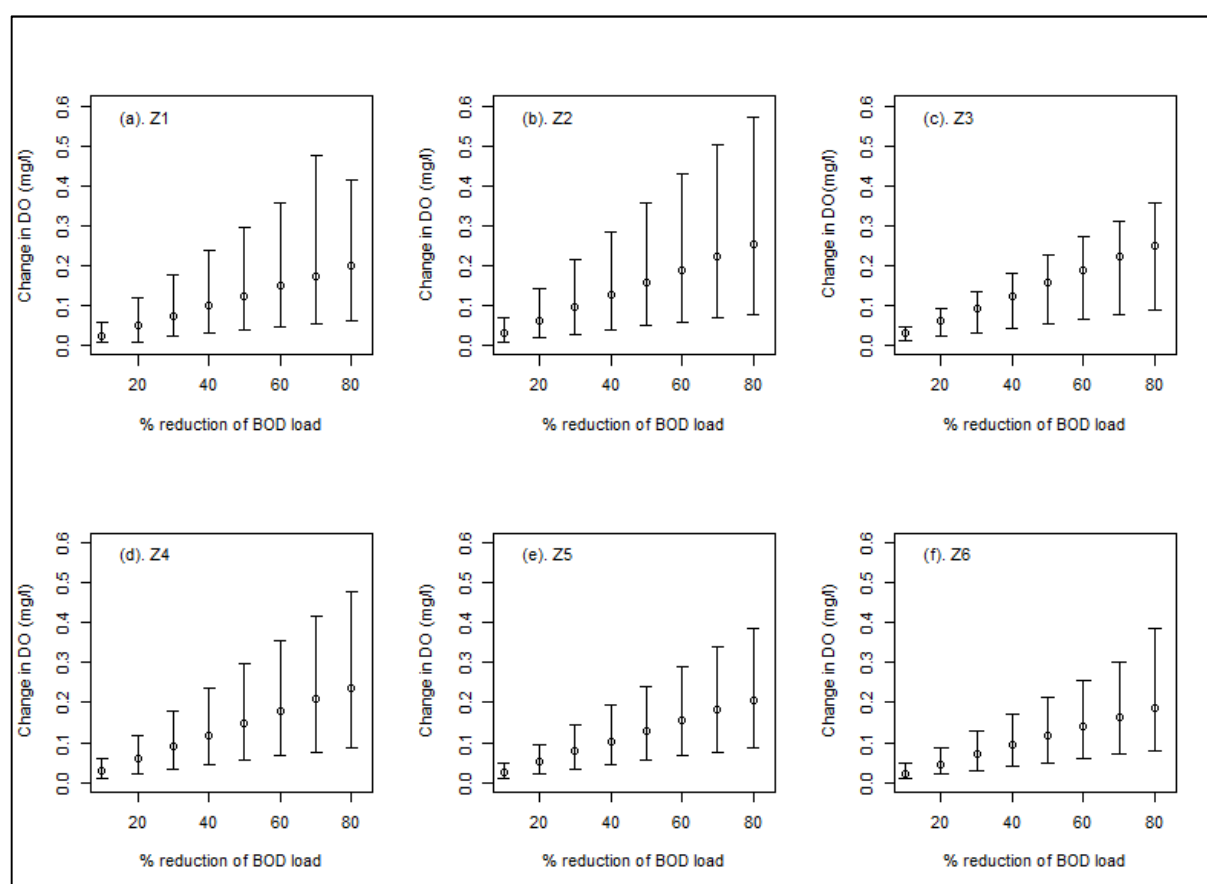 (a). Z1
Change in DO (mg/l)
0.0 0.1 0.2 0.3 0.4 0.5 0.6
20 40 60 80
% reduction of BOD load
(b). Z2
Change in DO (mg/l)
0.0 0.1 0.2 0.3 0.4 0.5 0.6
20 40 60 80
% reduction of BOD load
(c). Z3
Change in DO(mg/l)
0.0 0.1 0.2 0.3 0.4 0.5 0.6
20 40 60 80
% reduction of BOD load
(d). Z4
Change in DO (mg/l)
0.0 0.1 0.2 0.3 0.4 0.5 0.6
20 40 60 80
% reduction of BOD load
(e). Z5
Change in DO (mg/l)
0.0 0.1 0.2 0.3 0.4 0.5 0.6
20 40 60 80
% reduction of BOD load
(f). Z6
Change in DO (mg/l)
0.0 0.1 0.2 0.3 0.4 0.5 0.6
20 40 60 80
% reduction of BOD load